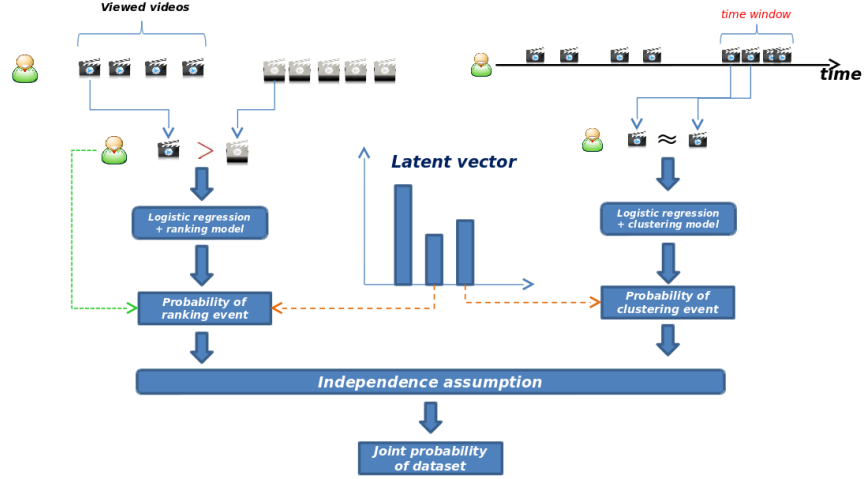 Viewed videos
time window
time
>
≈
Latent vector
Logistic regression
+ ranking model
Logistic regression
+ clustering model
Probability of
ranking event
Probability of
clustering event
Independence assumption
Joint probability
of dataset